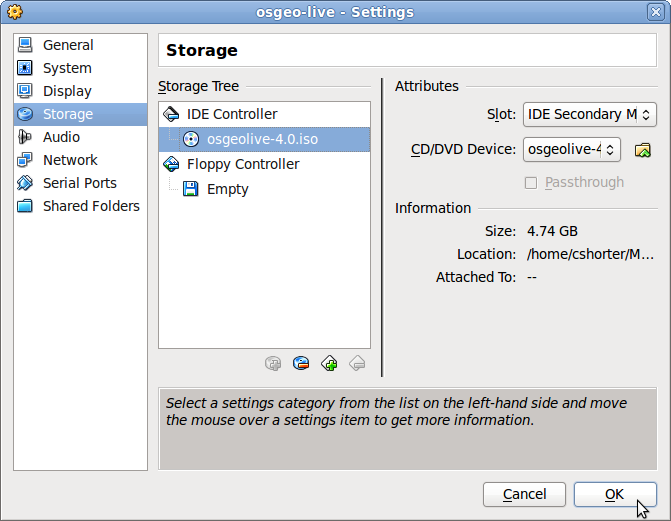 osgeo-live - Settings
General
System
Display
Storage
Audio
Network
Serial Ports
Shared Folders
Storage
Storage Tree
IDE Controller
osgeolive-4.0.iso
Floppy Controller
Empty
Attributes
Slot: IDE Secondary M
CD/DVD Device: osgeolive-4
Passthrough
Information
Size: 4.74 GB
Location: /home/cshorter/M...
Attached To: --
Select a settings category from the list on the left-hand side and move
the mouse over a settings item to get more information.
Cancel
OK